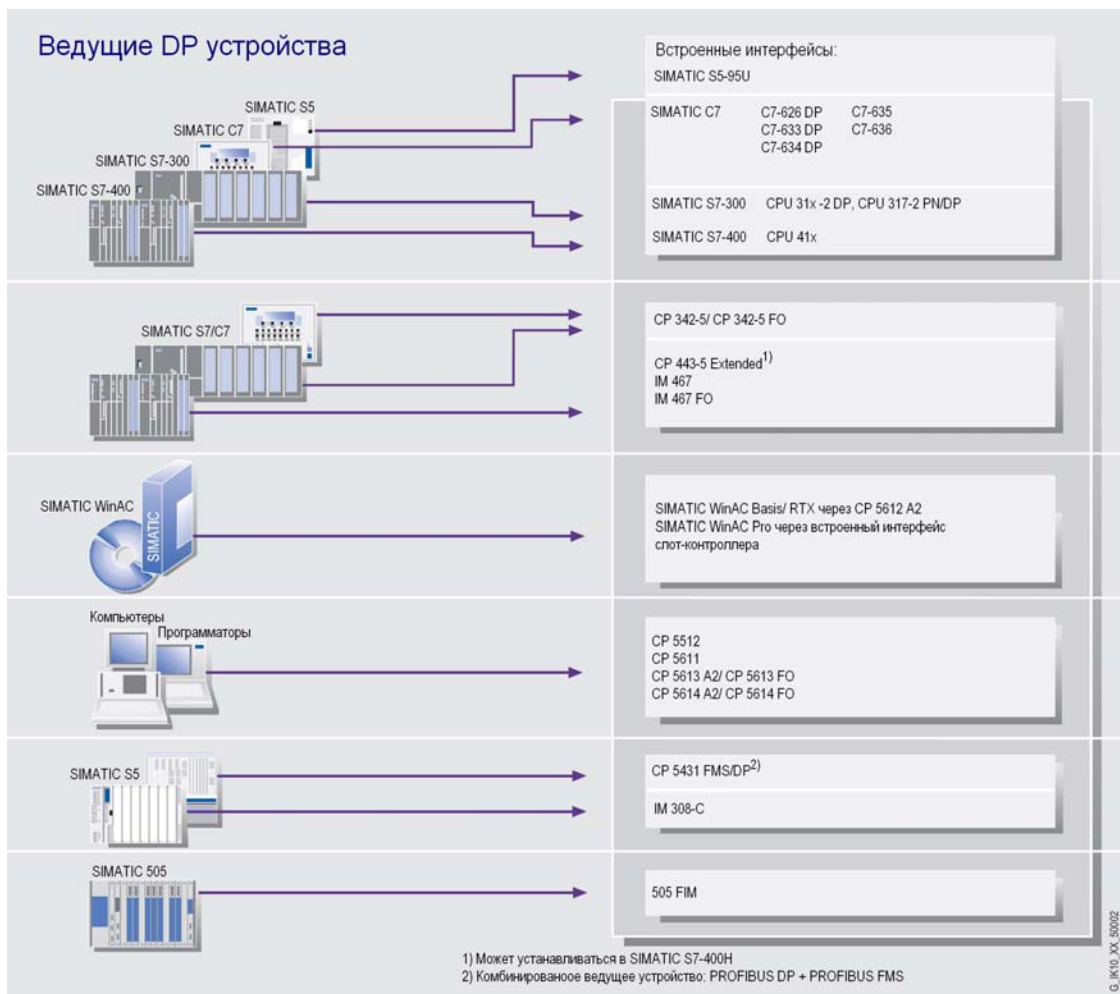 Ведущие DP устройства
SIMATIC S5
SIMATIC C7
SIMATIC S7-300
SIMATIC S7-400
Встроенные интерфейсы:
SIMATIC S5-95U
SIMATIC C7 C7-626 DP C7-635
C7-633 DP C7-636
C7-634 DP
SIMATIC S7-300 CPU 31x -2 DP, CPU 317-2 PN/DP
SIMATIC S7-400 CPU 41x
SIMATIC S7/C7
CP 342-5/ CP 342-5 FO
CP 443-5 Extended1)
IM 467
IM 467 FO
SIMATIC WinAC
SIMATIC
SIMATIC WinAC Basis/ RTX через CP 5612 A2
SIMATIC WinAC Pro через встроенный интерфейс
слот-контроллера
Компьютеры
Программаторы
CP 5512
CP 5611
CP 5613 A2/ CP 5613 FO
CP 5614 A2/ CP 5614 FO
SIMATIC S5
CP 5431 FMS/DP2)
IM 308-C
SIMATIC 505
505 FIM
1) Может устанавливаться в SIMATIC S7-400H
2) Комбинированоое ведущее устройство: PROFIBUS DP + PROFIBUS FMS
G_IK10_XX_50002